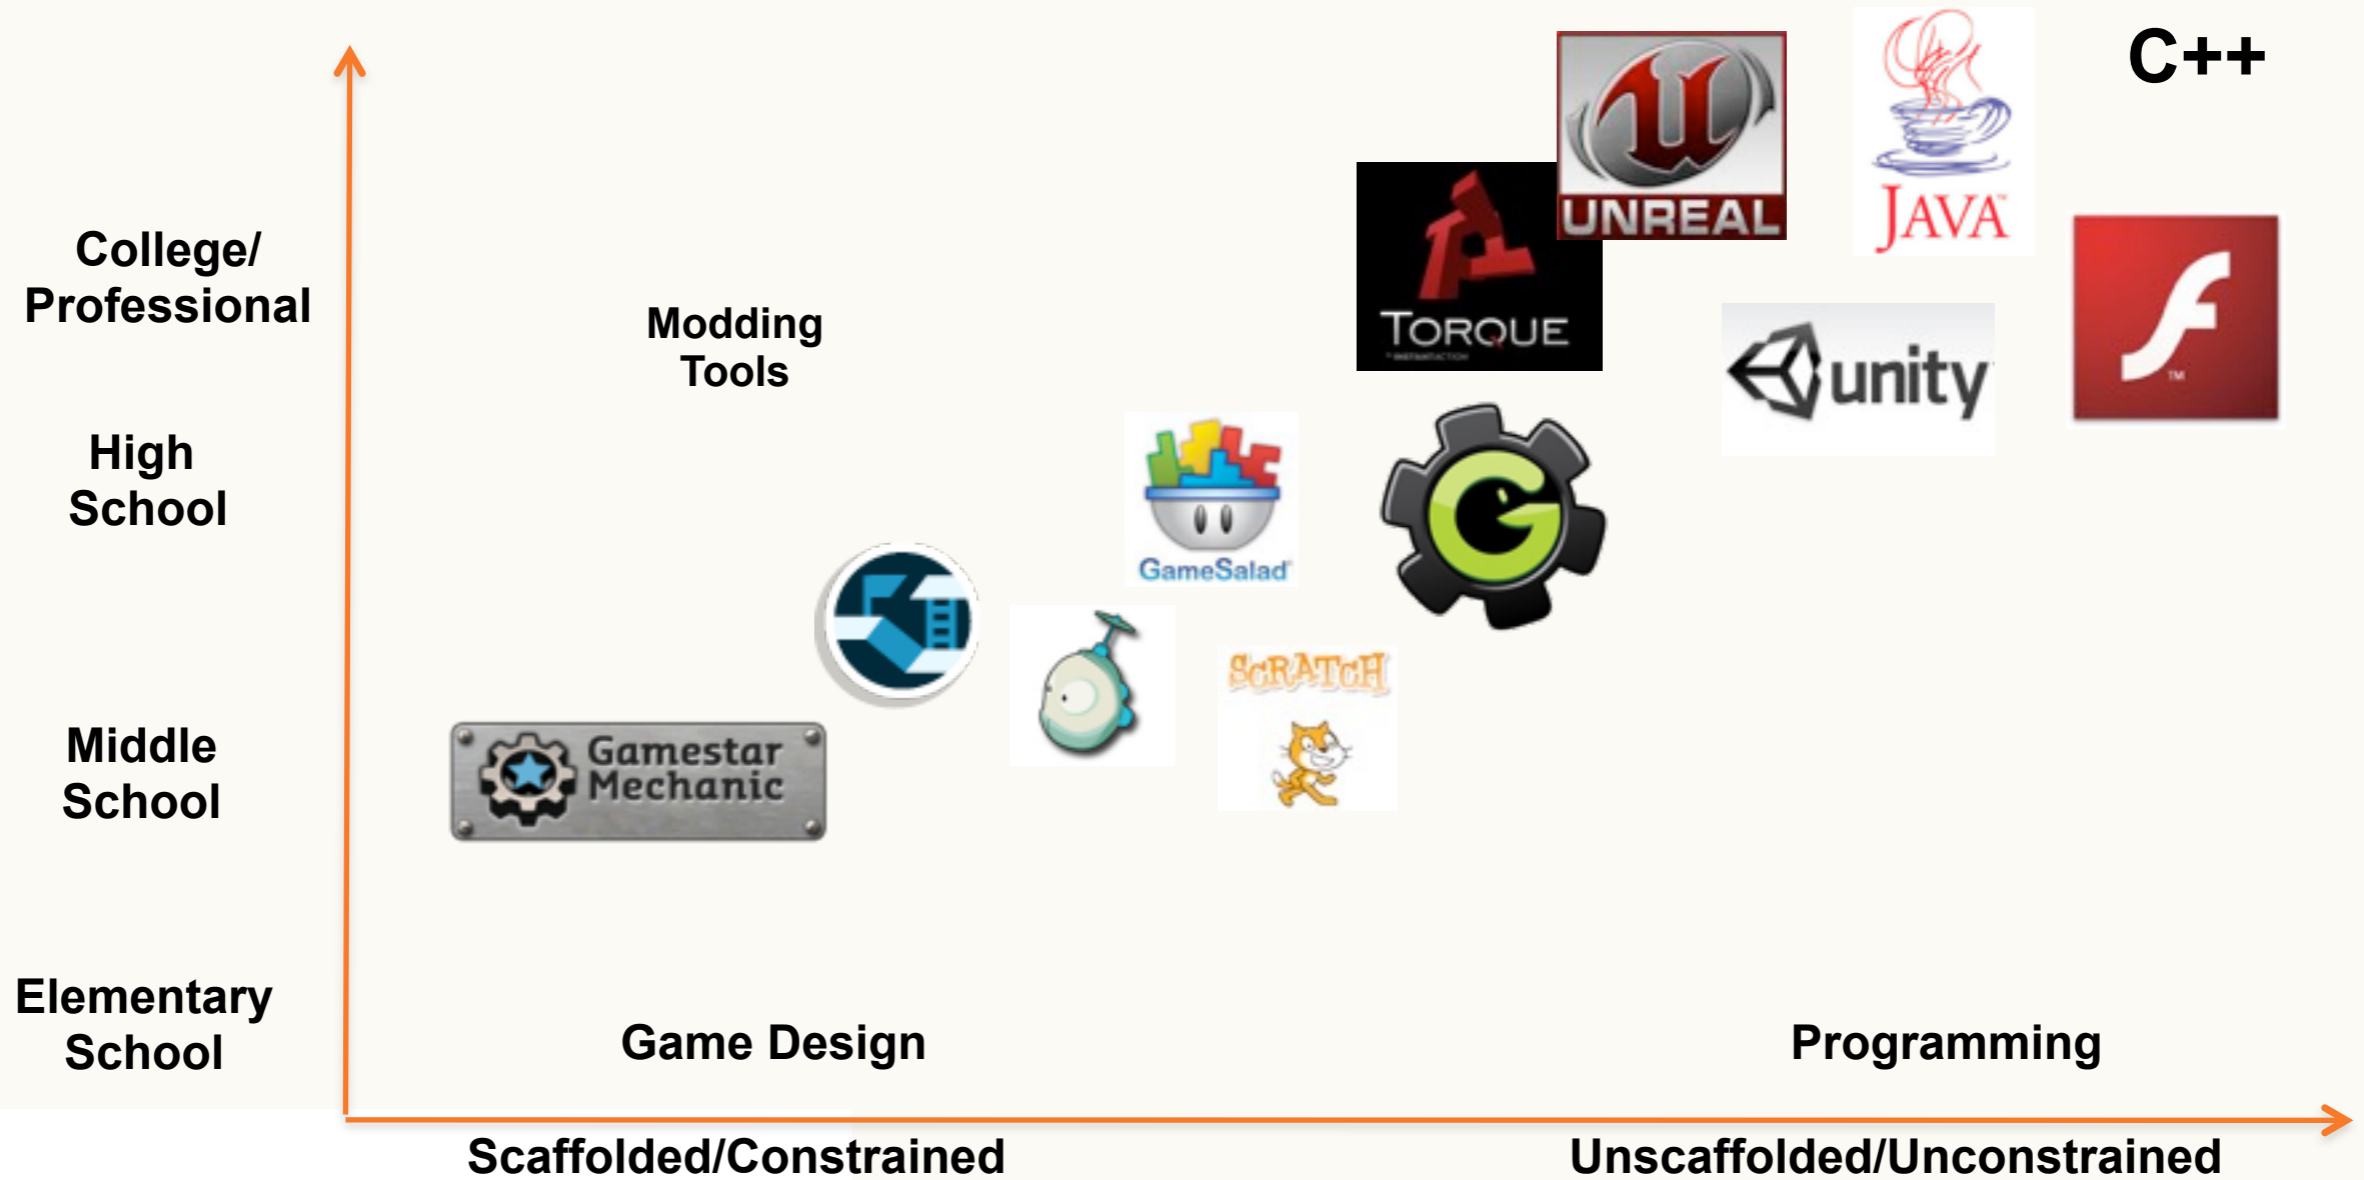 C++
UNREAL
JAVA
TORQUE
College/
Professional
Modding
Tools
unity
TM
High
School
GameSalad
SCRATCH
Gamestar
Mechanic
Middle
School
Elementary
School
Game Design
Programming
Scaffolded/Constrained
Unscaffolded/Unconstrained